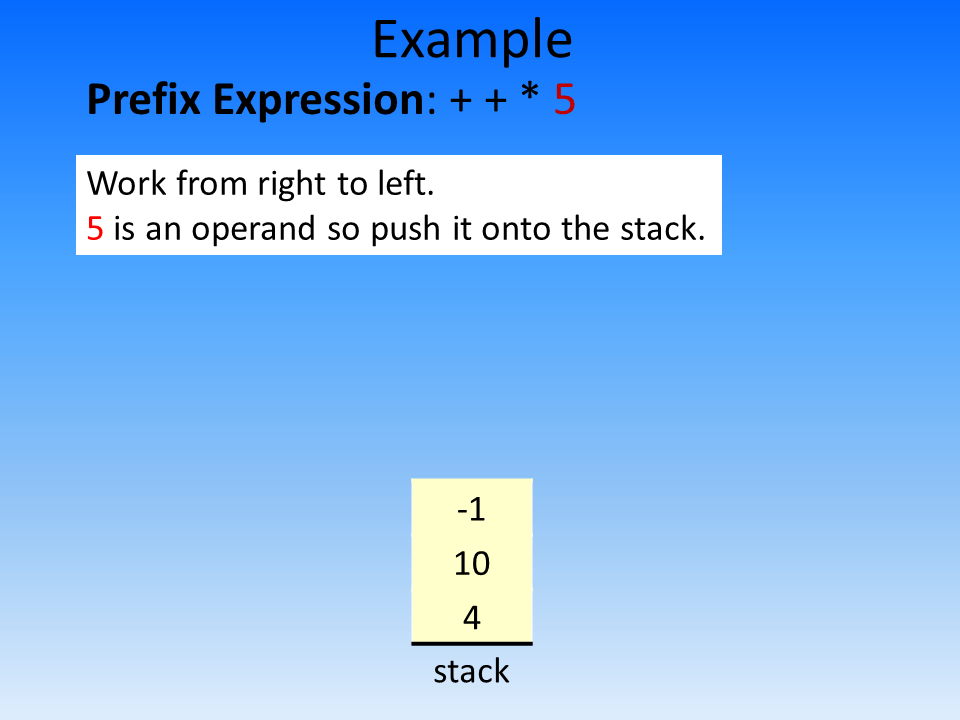 Example
Prefix Expression: + + * 5
Work from right to left.
5 is an operand so push it onto the stack.
-1
10
4
stack